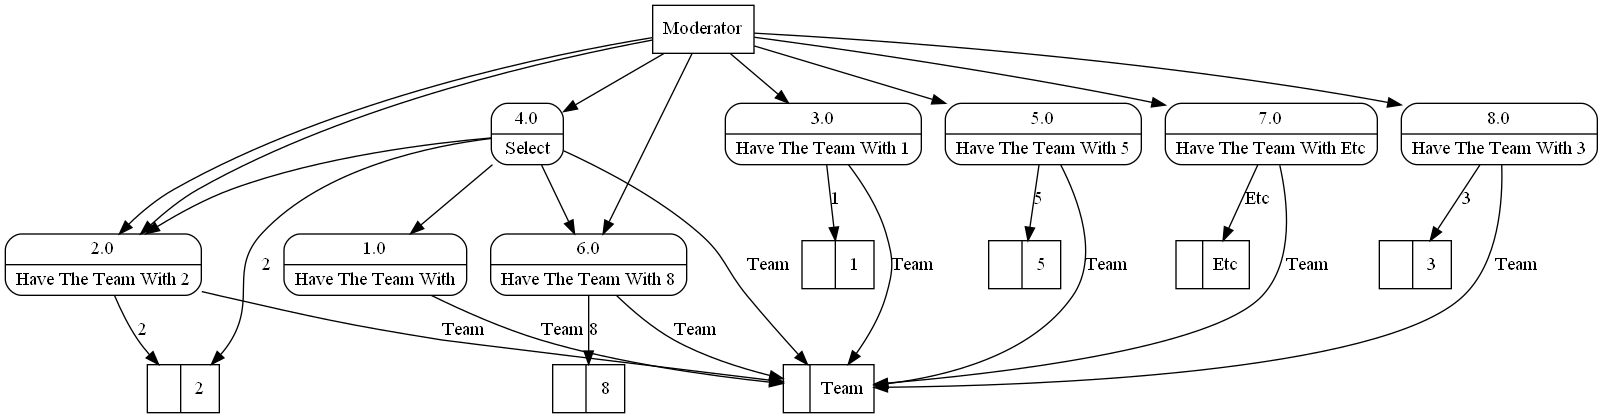 Moderator
4.0
Select
3.0
Have The Team With 1
5.0
Have The Team With 5
7.0
Have The Team With Etc
8.0
Have The Team With 3
1
5
Etc
3
2.0
Have The Team With 2
2
1.0
Have The Team With
6.0
Have The Team With 8
Team
1
Team
5
Team
Etc
Team
3
Team
2
Team
Team
8
Team
2
8
Team